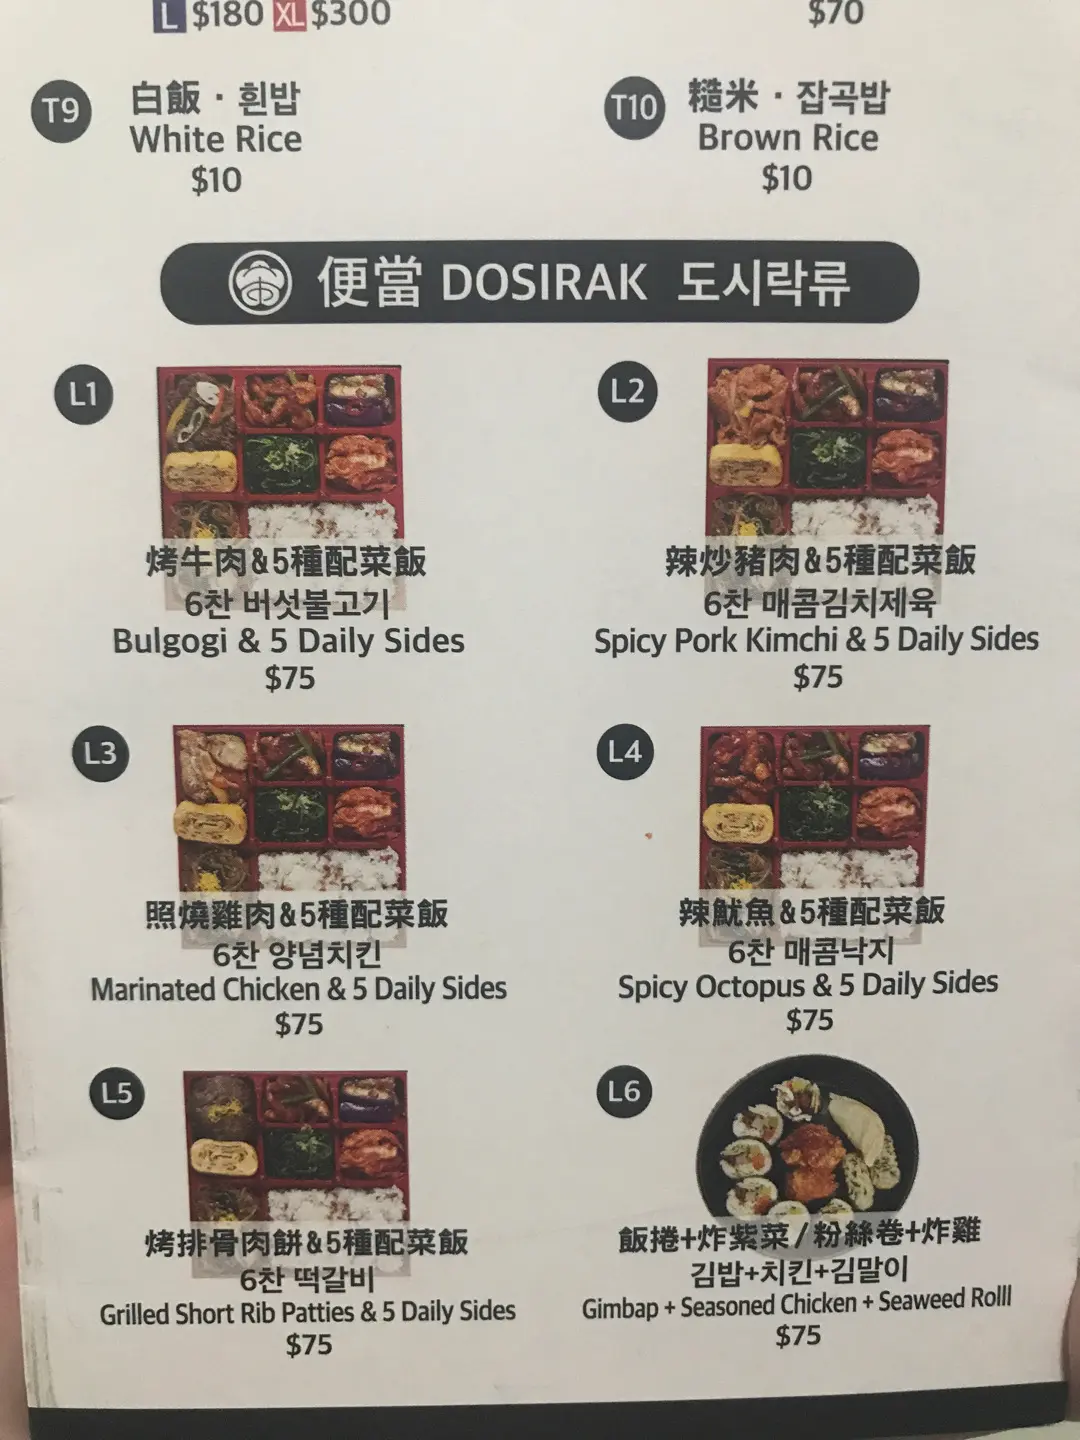 L $180 XL $300
$70
T9
白飯 · 흰밥
White Rice
$10
T10
糙米 · 잡곡밥
Brown Rice
$10
便當 DOSIRAK 도시락류
L1
烤牛肉&5種配菜飯
6찬 버섯불고기
Bulgogi & 5 Daily Sides
$75
L2
辣炒豬肉&5種配菜飯
6찬 매콤김치제육
Spicy Pork Kimchi & 5 Daily Sides
$75
L3
照燒雞肉&5種配菜飯
6찬 양념치킨
Marinated Chicken & 5 Daily Sides
$75
L4
辣魷魚&5種配菜飯
6찬 매콤낙지
Spicy Octopus & 5 Daily Sides
$75
L5
烤排骨肉餅&5種配菜飯
6찬 떡갈비
Grilled Short Rib Patties & 5 Daily Sides
$75
L6
飯捲+炸紫菜/粉絲卷+炸雞
김밥+치킨+김말이
Gimbap + Seasoned Chicken + Seaweed Rolll
$75